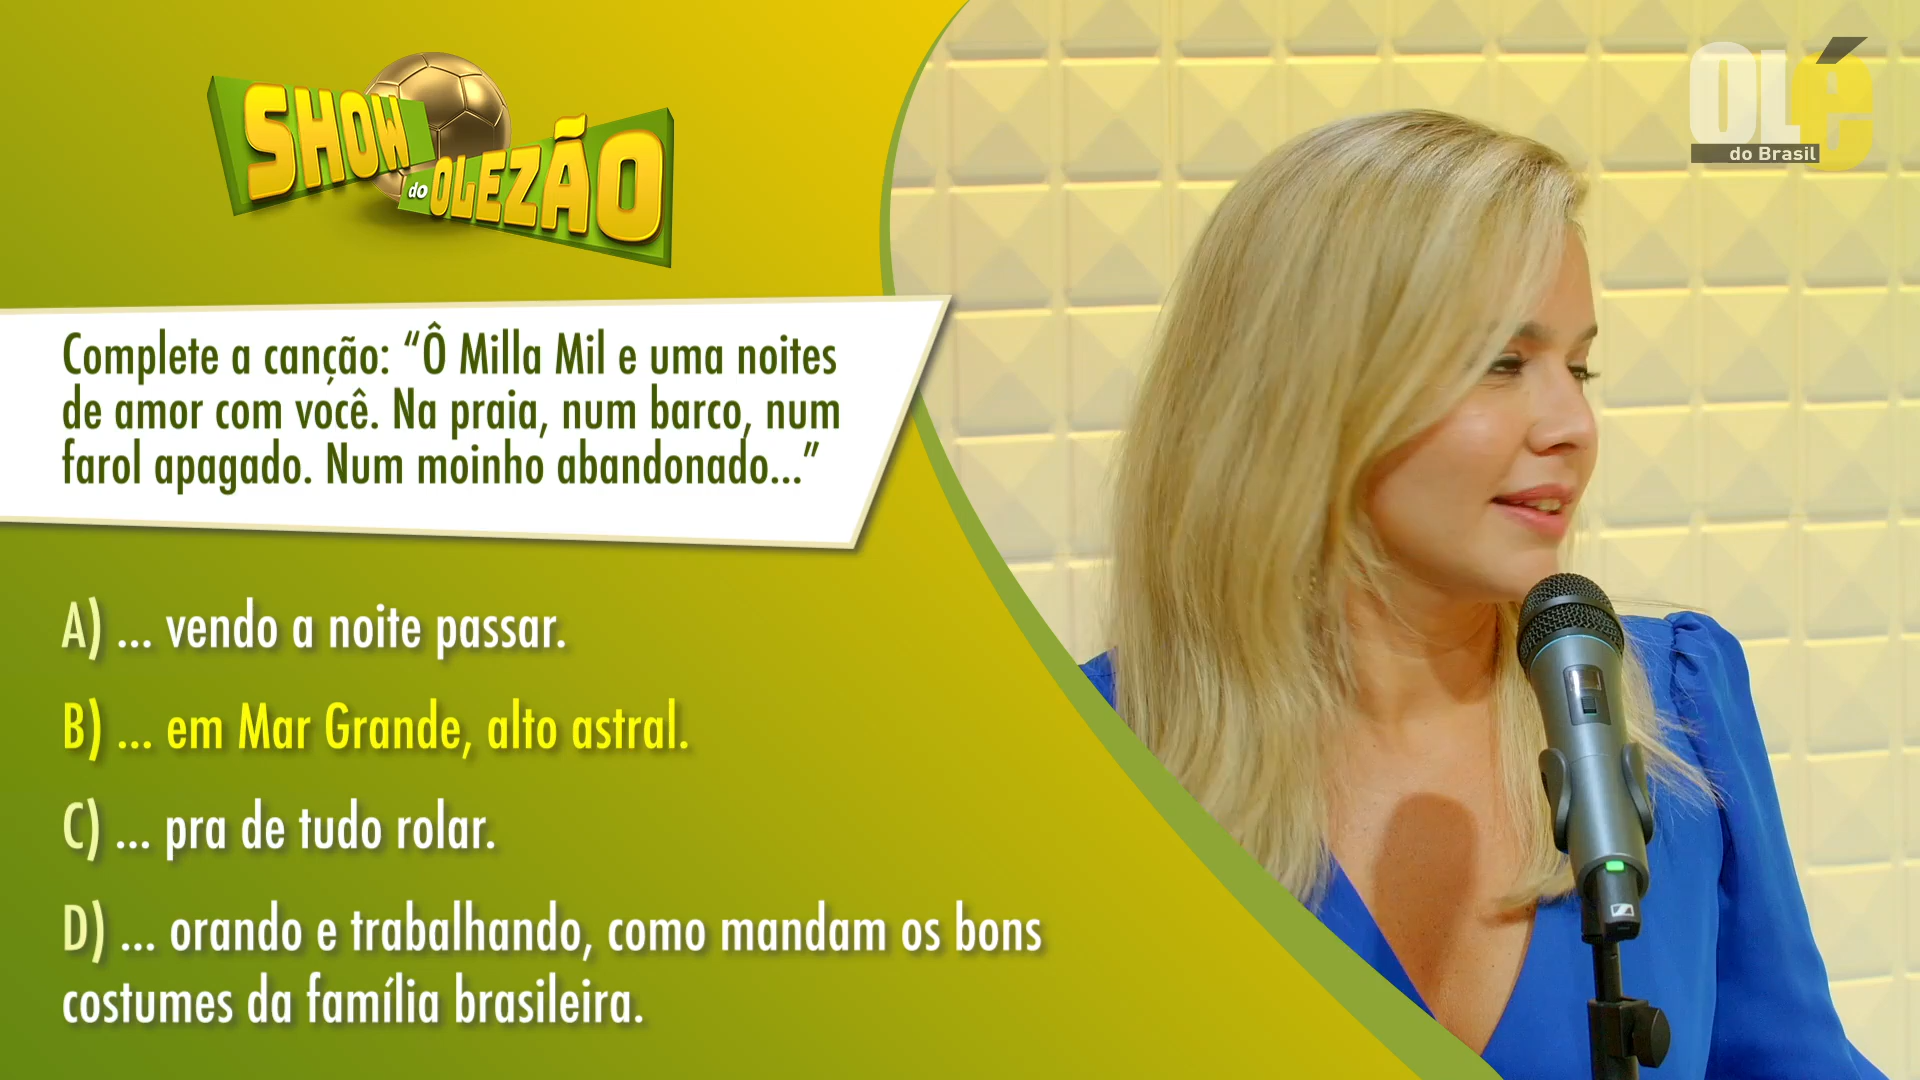 SHOW
do OLEZÃO
OLé
do Brasil
Complete a canção: “Ô Milla Mil e uma noites
de amor com você. Na praia, num barco, num
farol apagado. Num moinho abandonado...”
A) ... vendo a noite passar.
B) ... em Mar Grande, alto astral.
C) ... pra de tudo rolar.
D) ... orando e trabalhando, como mandam os bons
costumes da família brasileira.